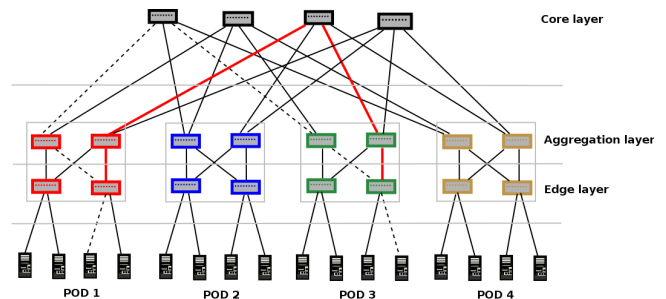 Core layer
Aggregation layer
Edge layer
POD 1
POD 2
POD 3
POD 4